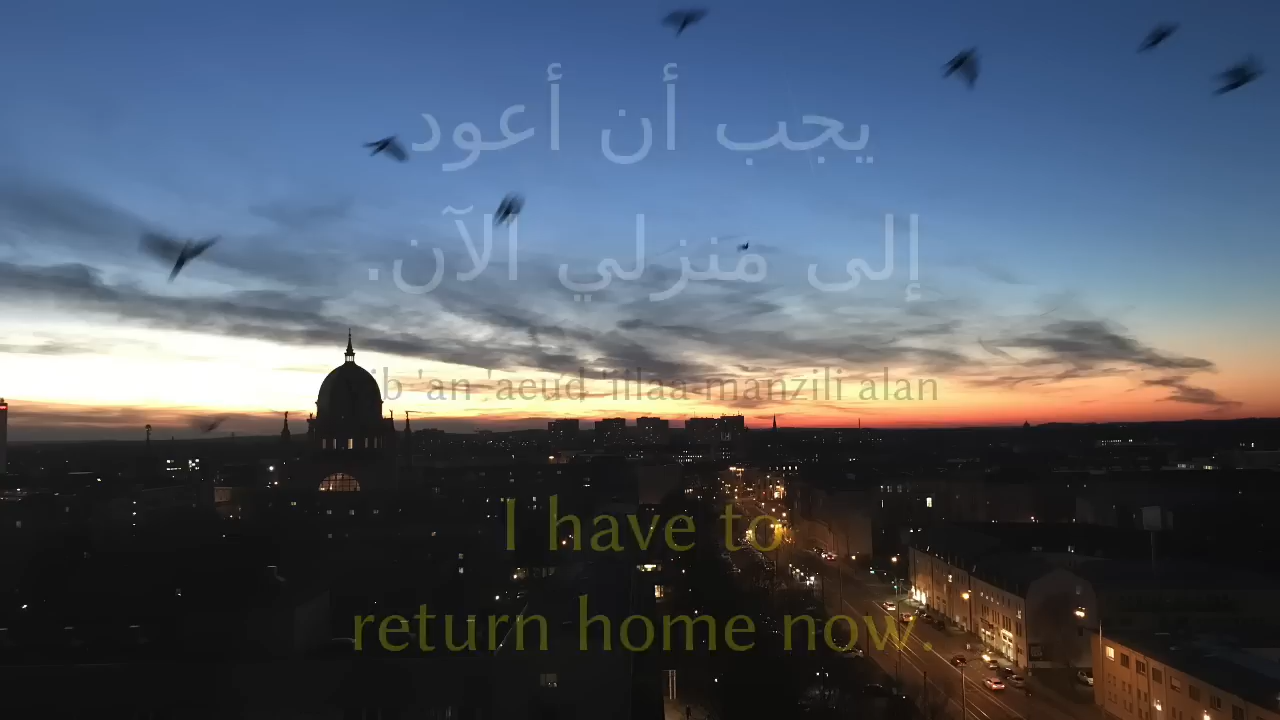 يجب أن أعود
إلى منزلي الآن.
'an 'aeud 'iilaa manzili alan
I have to
return home now.